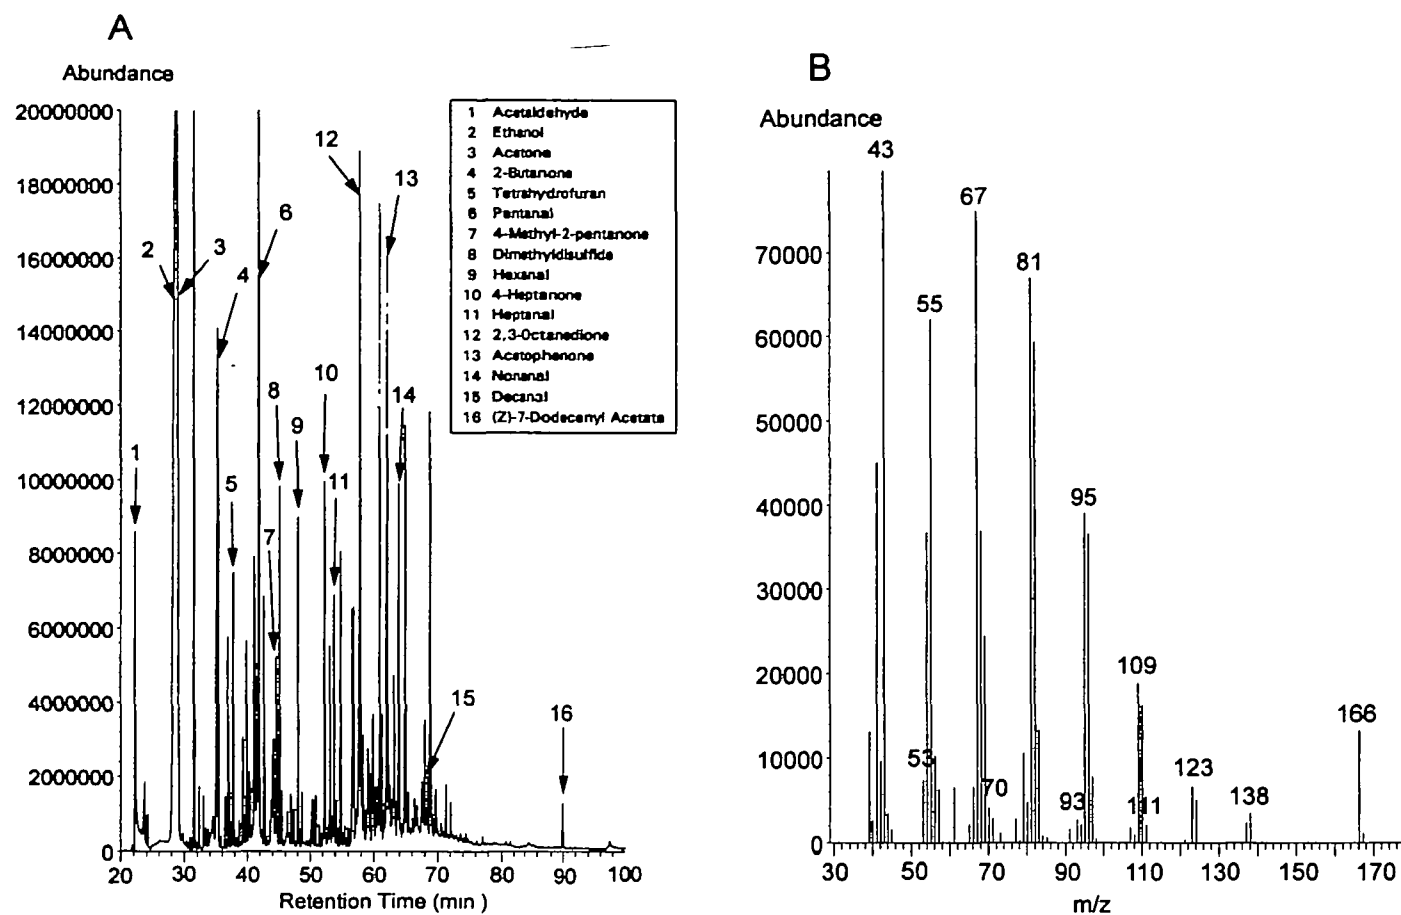 A
Abundance
20000000
18000000
16000000
14000000
12000000
10000000
8000000
6000000
4000000
2000000
0
20 30 40 50 60 70 80 90 100
Retention Time (min )
1
2
3
4
5
6
7
8
9
10
11
12
13
14
15
16
1 Acetaldehyde
2 Ethanol
3 Acetone
4 2-Butanone
5 Tetrahydrofuran
6 Pentanal
7 4-Methyl-2-pentanone
8 Dimethyldisulfide
9 Hexanal
10 4-Heptanone
11 Heptanal
12 2,3-Octanedione
13 Acetophenone
14 Nonanal
15 Decanal
16 (Z)-7-Dodecenyl Acetate
B
Abundance
70000
60000
50000
40000
30000
20000
10000
0
43
67
81
55
95
109
53
70
93
111
123
138
166
30 50 70 90 110 130 150 170
m/z